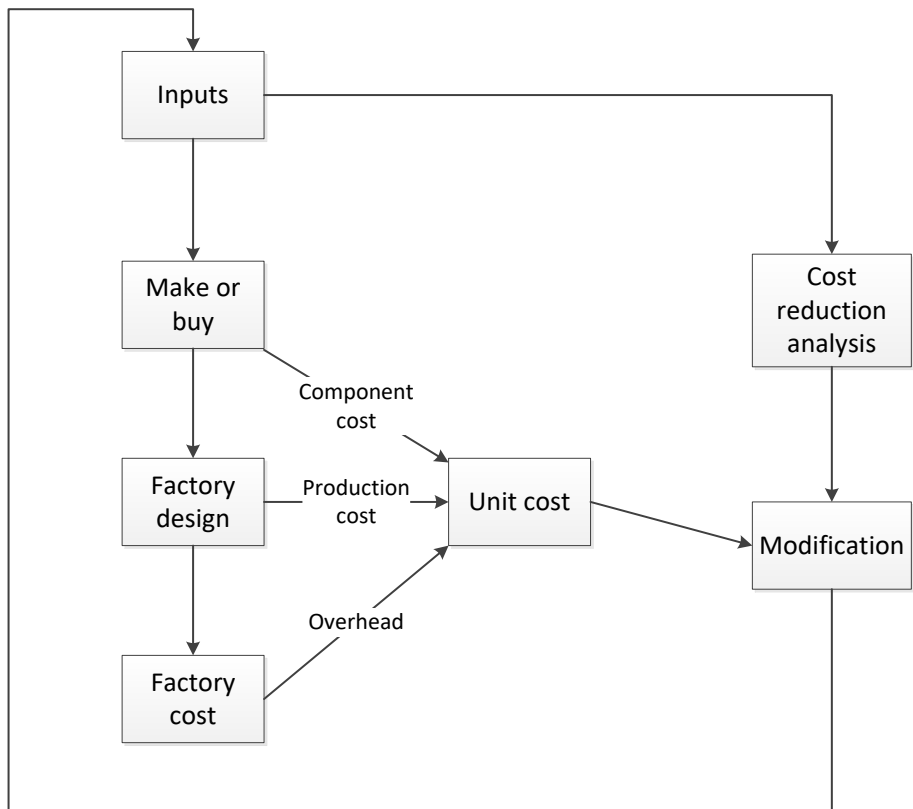 Inputs
Make or
buy
Cost
reduction
analysis
Component
cost
Factory
design
Production
cost
Unit cost
Modification
Overhead
Factory
cost